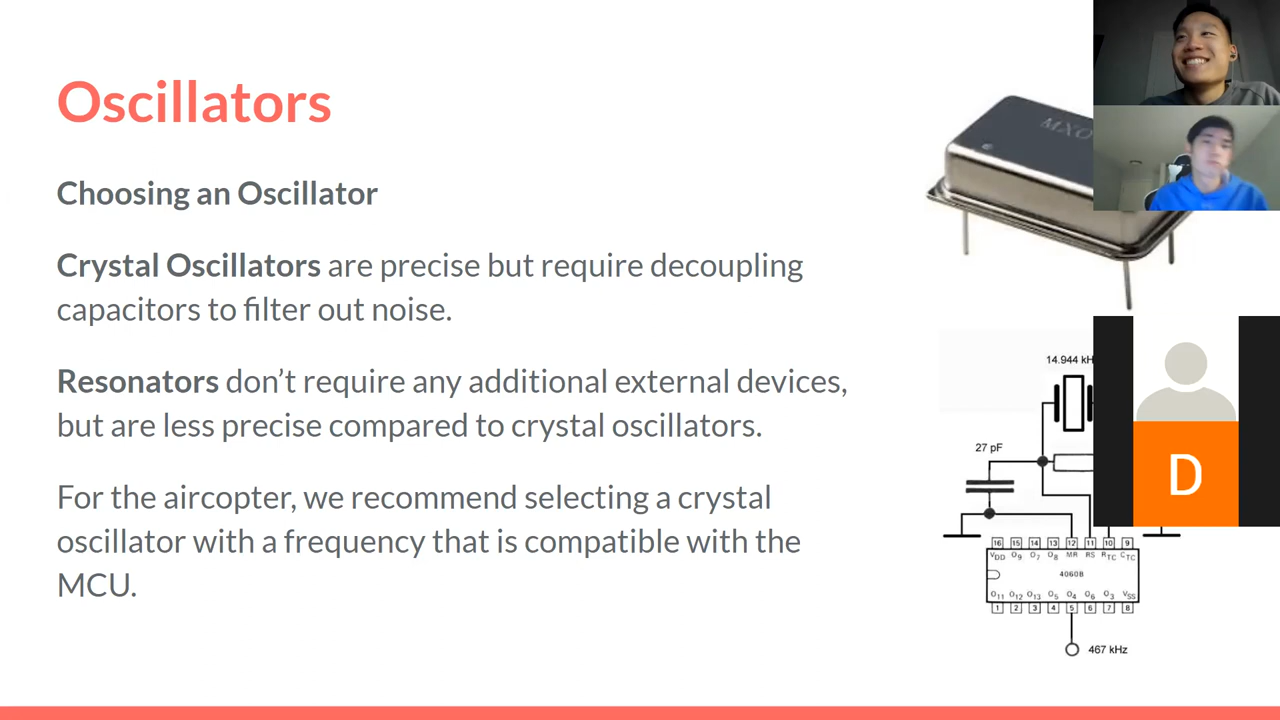 Oscillators
Choosing an Oscillator
Crystal Oscillators are precise but require decoupling
capacitors to filter out noise.
Resonators don’t require any additional external devices,
but are less precise compared to crystal oscillators.
For the aircopter, we recommend selecting a crystal
oscillator with a frequency that is compatible with the
MCU.
MXO
14.944 kH
27 pF
D
16 15 14 13 12 11 10 9
VDD O9 O7 O8 MR RS RTC CTC
4060B
O11 O12 O13 O5 O4 O6 O3 VSS
1 2 3 4 5 6 7 8
467 kHz